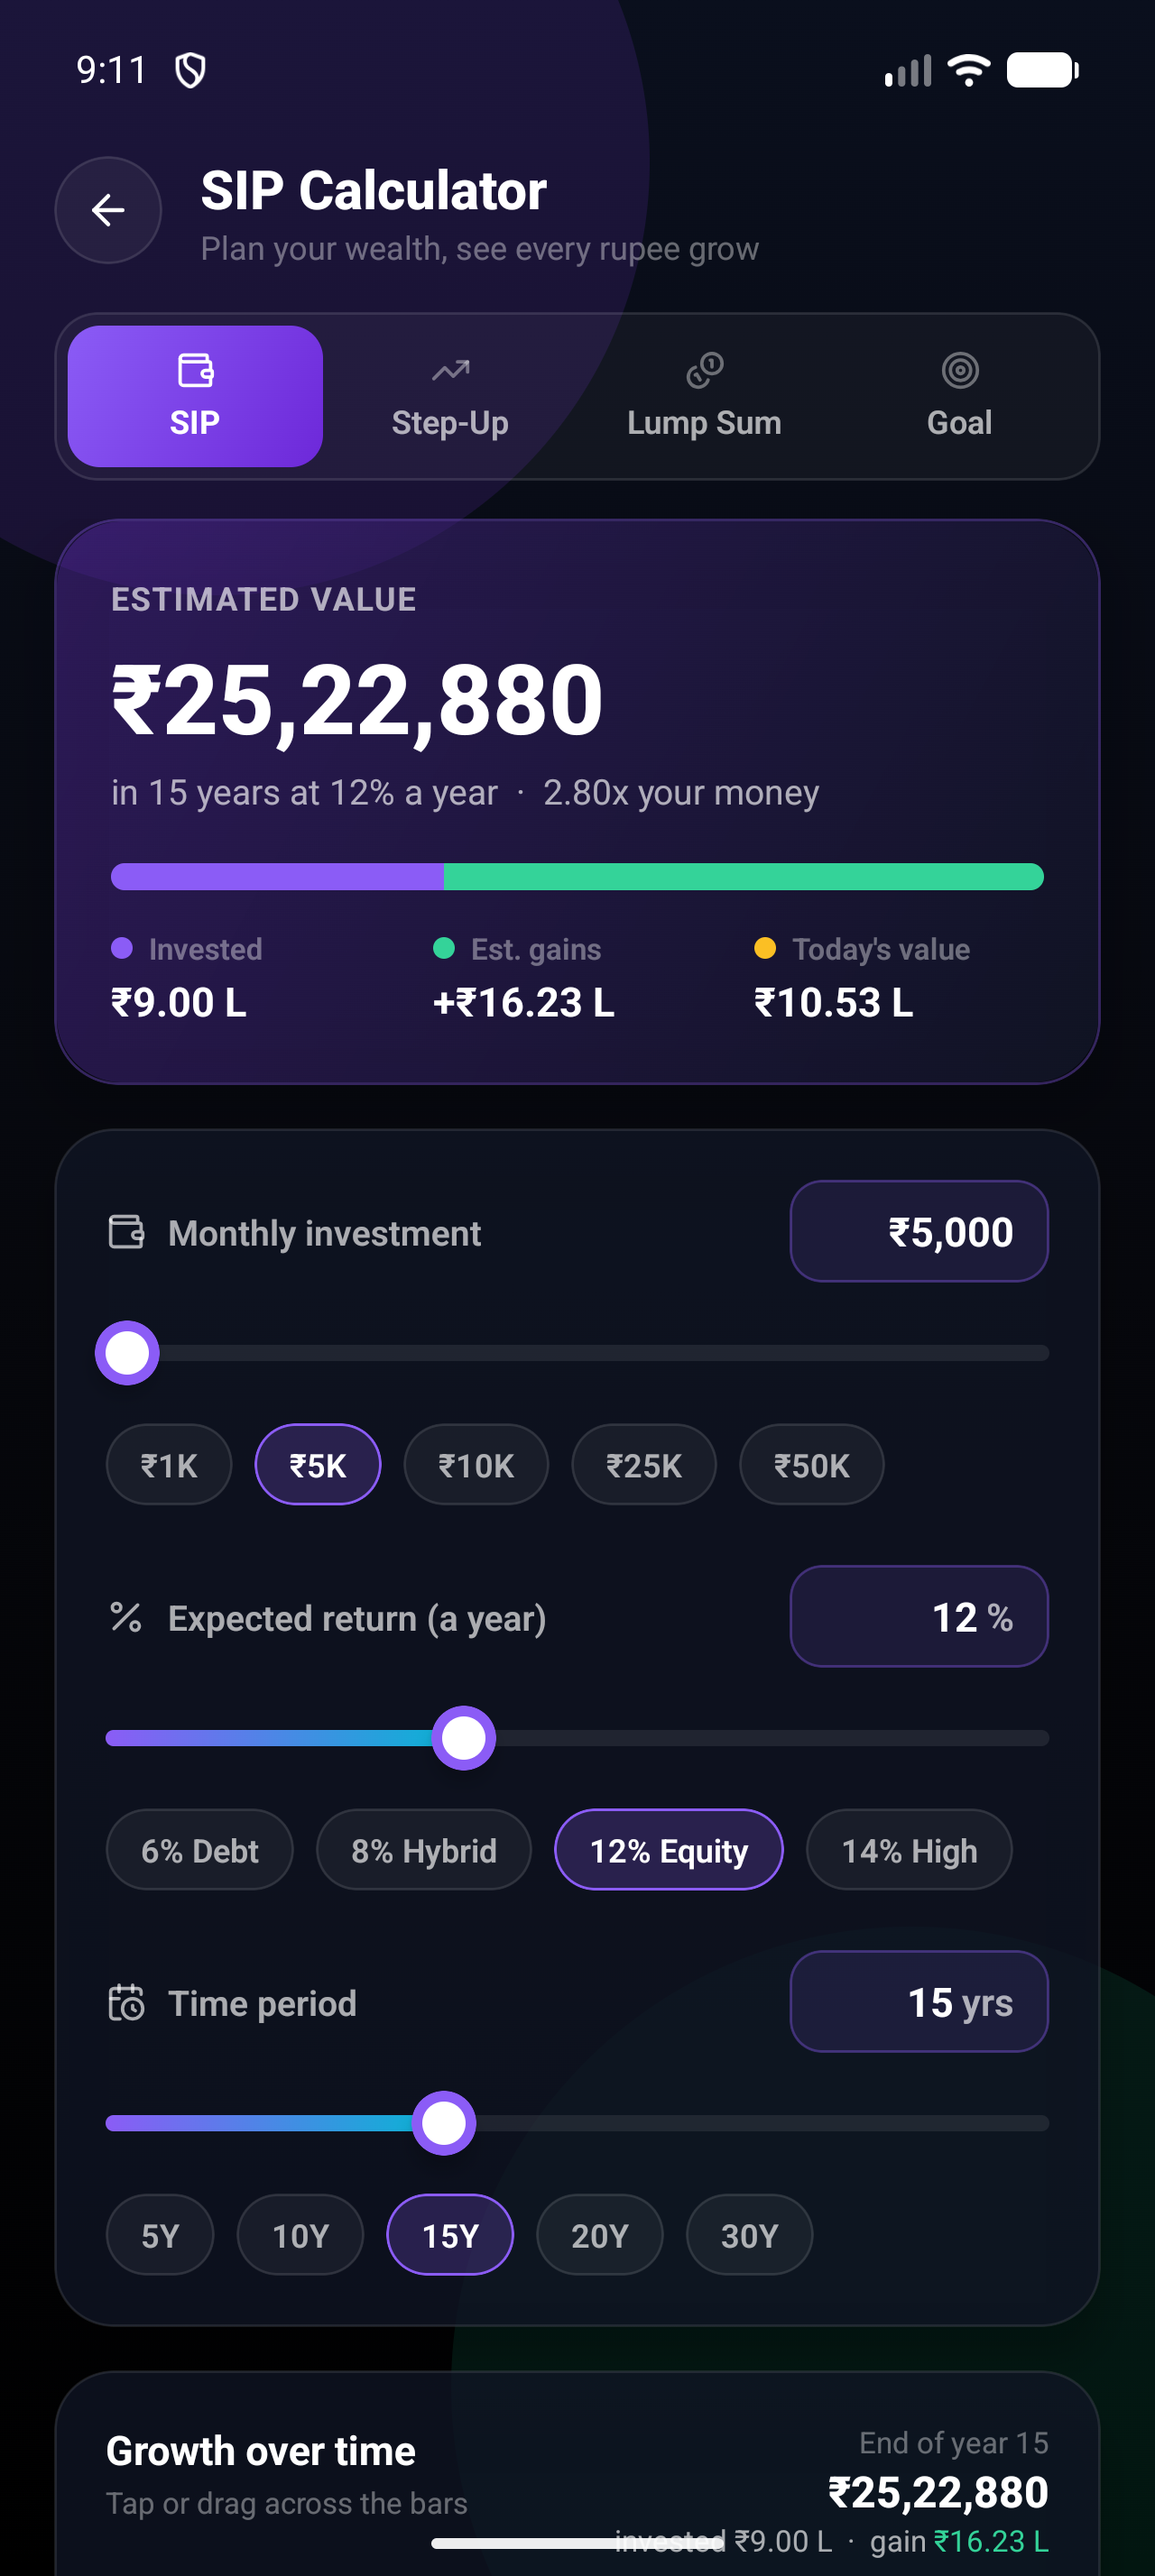 9:11
SIP Calculator
Plan your wealth, see every rupee grow
SIP
Step-Up
Lump Sum
Goal
ESTIMATED VALUE
₹25,22,880
in 15 years at 12% a year · 2.80x your money
Invested
₹9.00 L
Est. gains
+₹16.23 L
Today's value
₹10.53 L
Monthly investment
₹5,000
₹1K ₹5K ₹10K ₹25K ₹50K
Expected return (a year)
12 %
6% Debt 8% Hybrid 12% Equity 14% High
Time period
15 yrs
5Y 10Y 15Y 20Y 30Y
Growth over time
Tap or drag across the bars
End of year 15
₹25,22,880
invested ₹9.00 L · gain ₹16.23 L